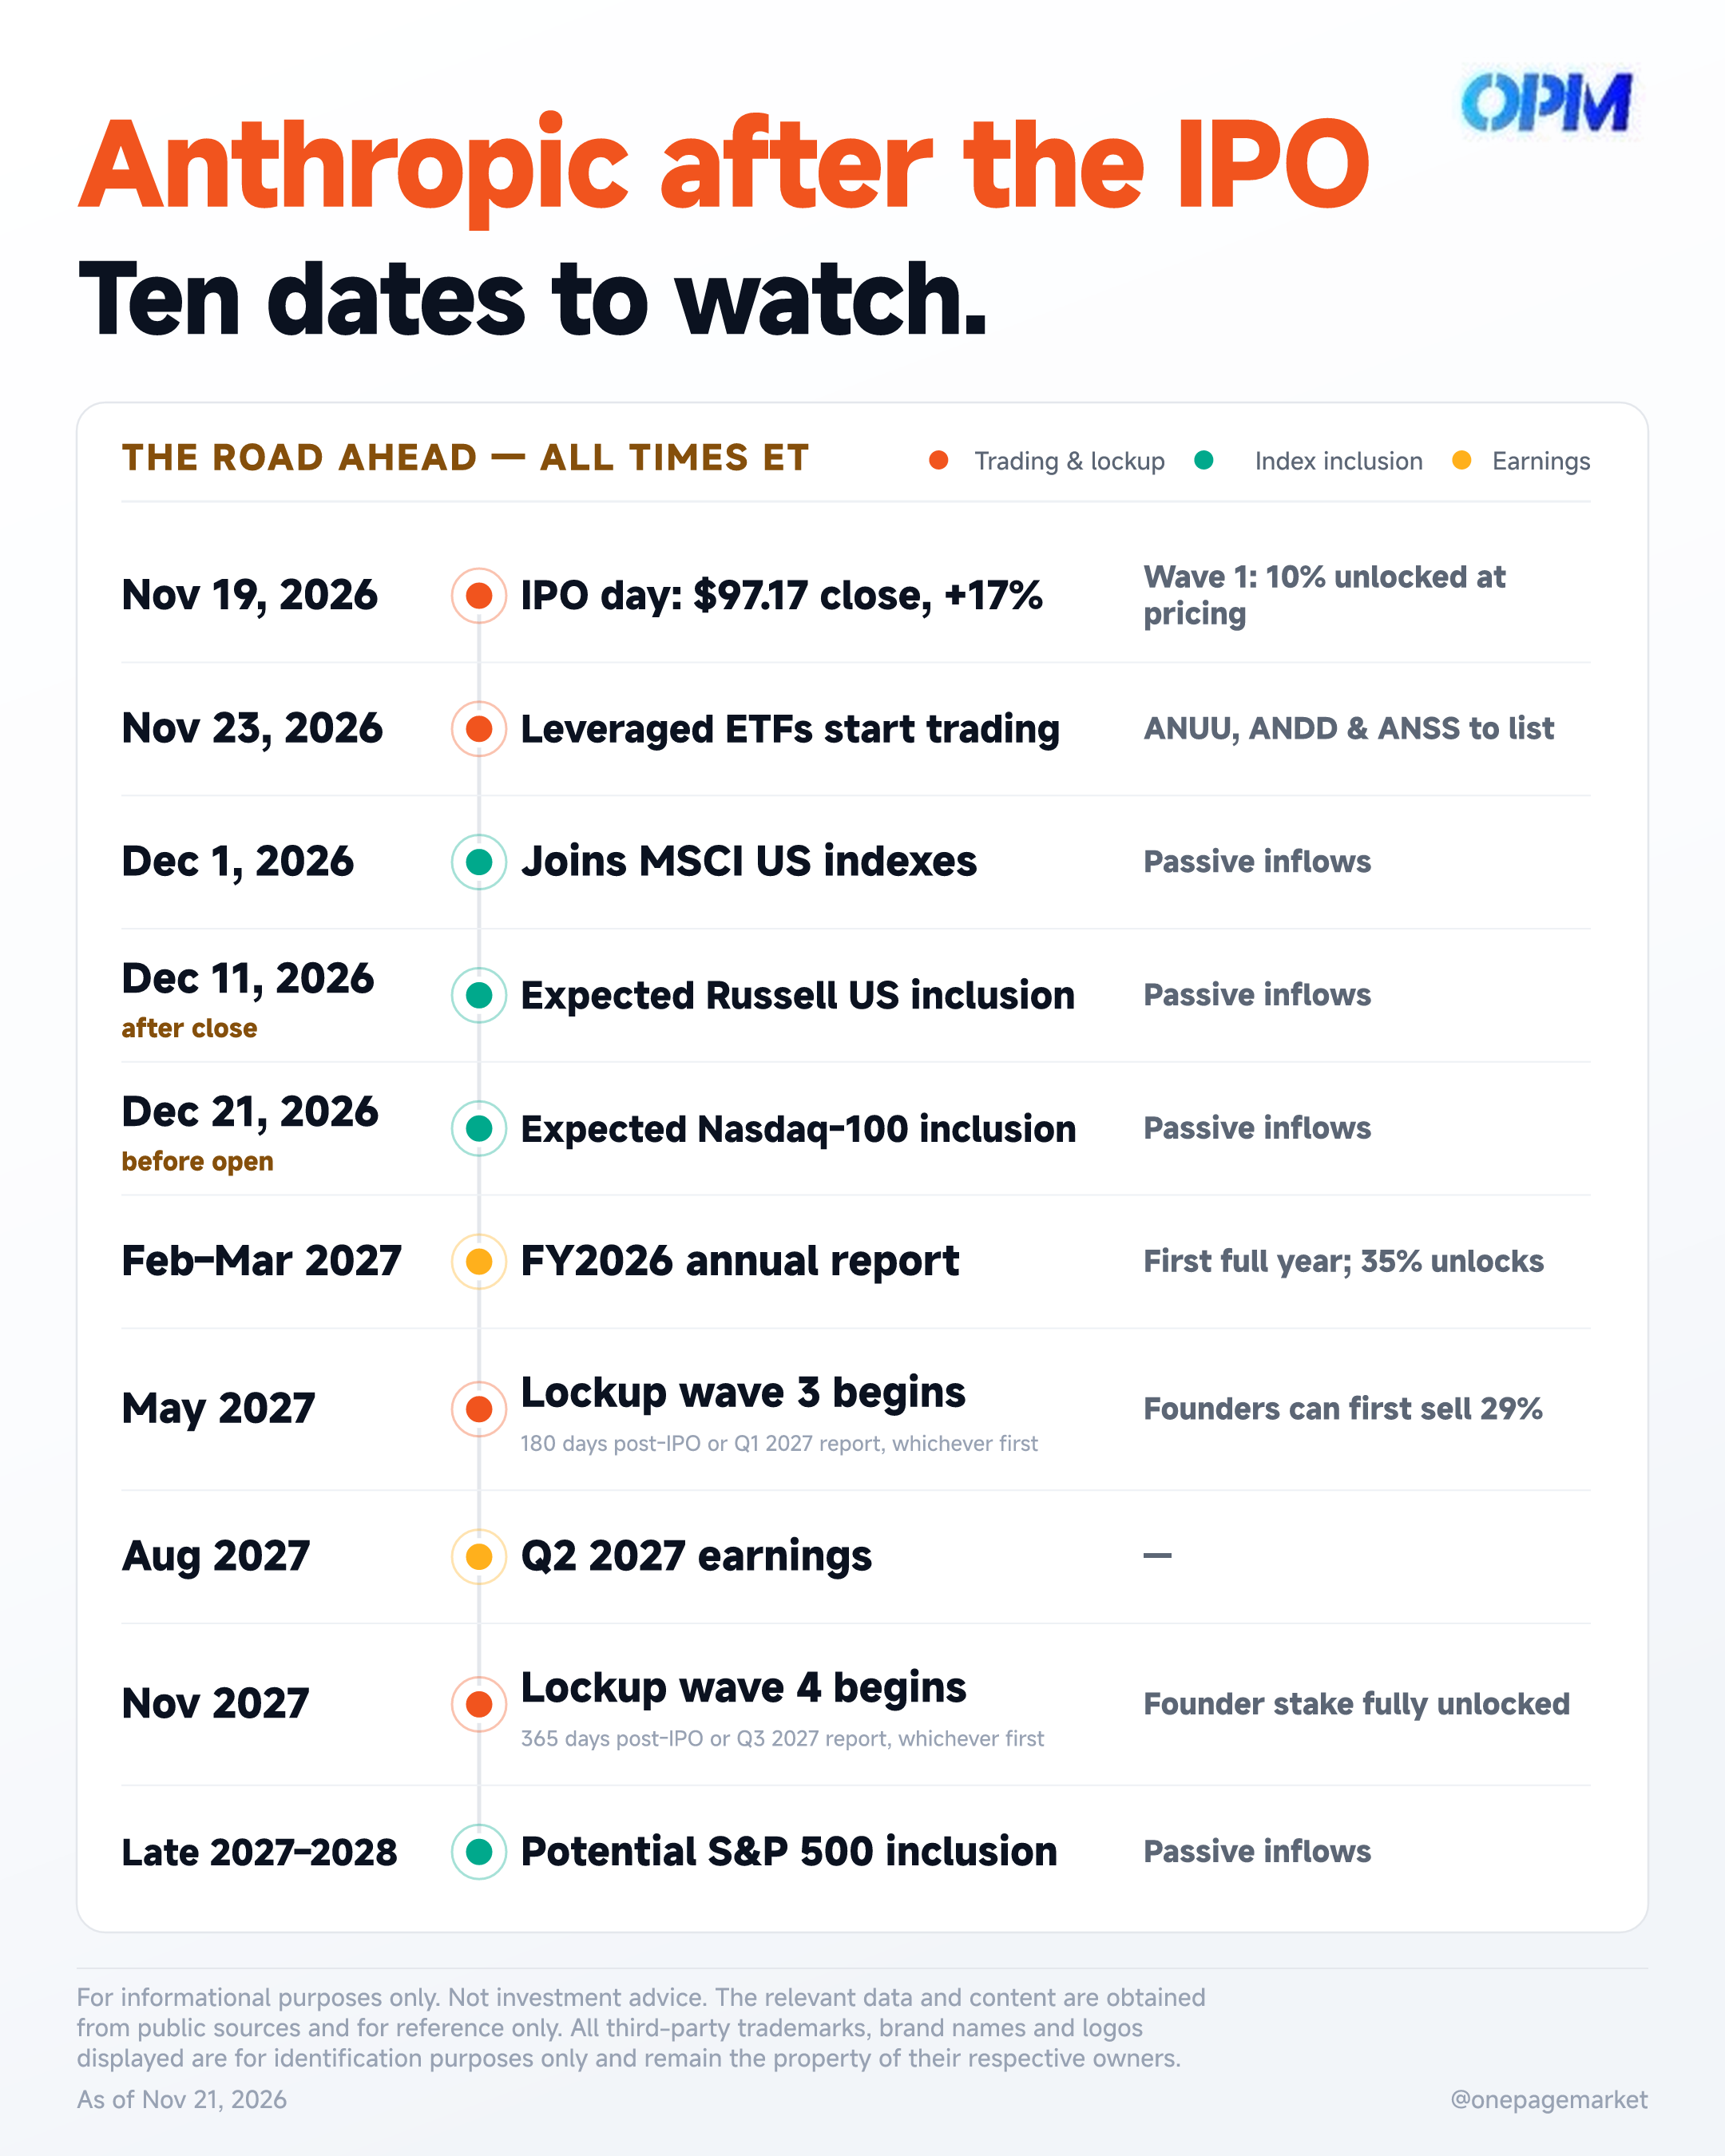 OPM
Anthropic after the IPO
Ten dates to watch.
THE ROAD AHEAD — ALL TIMES ET
Trading & lockup
Index inclusion
Earnings
Nov 19, 2026
IPO day: $97.17 close, +17%
Wave 1: 10% unlocked at
pricing
Nov 23, 2026
Leveraged ETFs start trading
ANUU, ANDD & ANSS to list
Dec 1, 2026
Joins MSCI US indexes
Passive inflows
Dec 11, 2026
after close
Expected Russell US inclusion
Passive inflows
Dec 21, 2026
before open
Expected Nasdaq-100 inclusion
Passive inflows
Feb–Mar 2027
FY2026 annual report
First full year; 35% unlocks
May 2027
Lockup wave 3 begins
180 days post-IPO or Q1 2027 report, whichever first
Founders can first sell 29%
Aug 2027
Q2 2027 earnings
—
Nov 2027
Lockup wave 4 begins
365 days post-IPO or Q3 2027 report, whichever first
Founder stake fully unlocked
Late 2027–2028
Potential S&P 500 inclusion
Passive inflows
For informational purposes only. Not investment advice. The relevant data and content are obtained
from public sources and for reference only. All third-party trademarks, brand names and logos
displayed are for identification purposes only and remain the property of their respective owners.
As of Nov 21, 2026
@onepagemarket